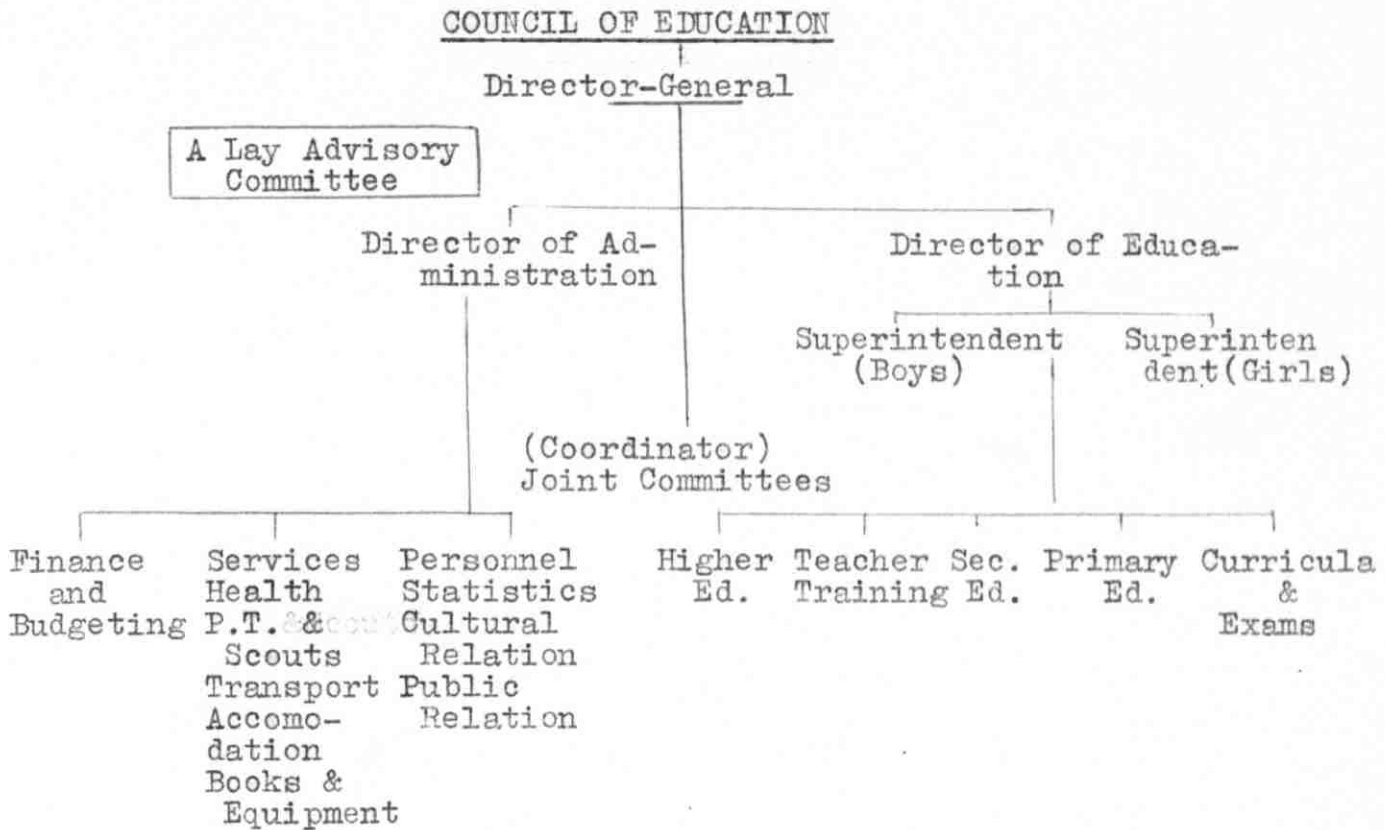 COUNCIL OF EDUCATION
Director-General
A Lay Advisory
Committee
Director of Ad-
ministration
Director of Educa-
tion
Superintendent
(Boys)
Superinten
dent(Girls)
(Coordinator)
Joint Committees
Finance
and
Budgeting
Services
Health
P.T. &
Scouts
Transport
Accomo-
dation
Books &
Equipment
Personnel
Statistics
Cultural
Relation
Public
Relation
Higher
Ed.
Teacher
Training
Sec.
Ed.
Primary
Ed.
Curricula
&
Exams